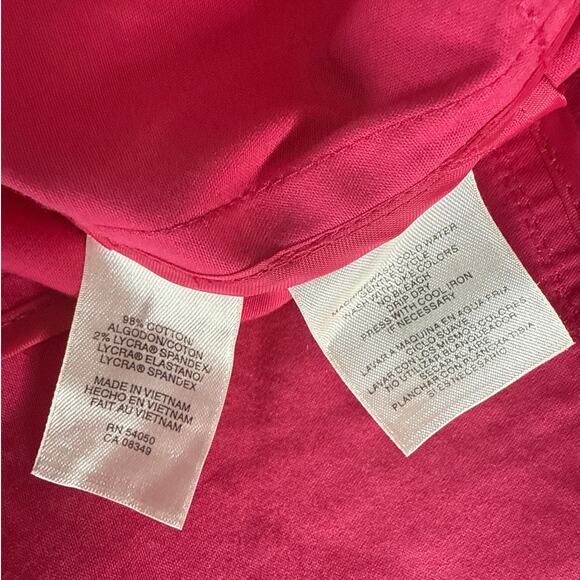 98% COTTON/
ALGODON/COTON
2% LYCRA® SPANDEX/
LYCRA® ELASTANO/
LYCRA® SPANDEX
MADE IN VIETNAM
HECHO EN VIETNAM
FAIT AU VIETNAM
RN 54050
CA 08349
MACHINE WASH COLD WATER
CYCLE
WASH WITH LIKE COLORS
NO BLEACH
DRIP DRY
PRESS WITH COOL IRON
IF NECESSARY
LAVAR A MAQUINA EN AGUA FRIA
CICLO SUAVE
LAVAR CON COLORES
NO UTILIZAR BLANQUEADOR
SECAR AL AIRE
PLANCHAR CON PLANCHA TIBIA
SI ES NECESARIO